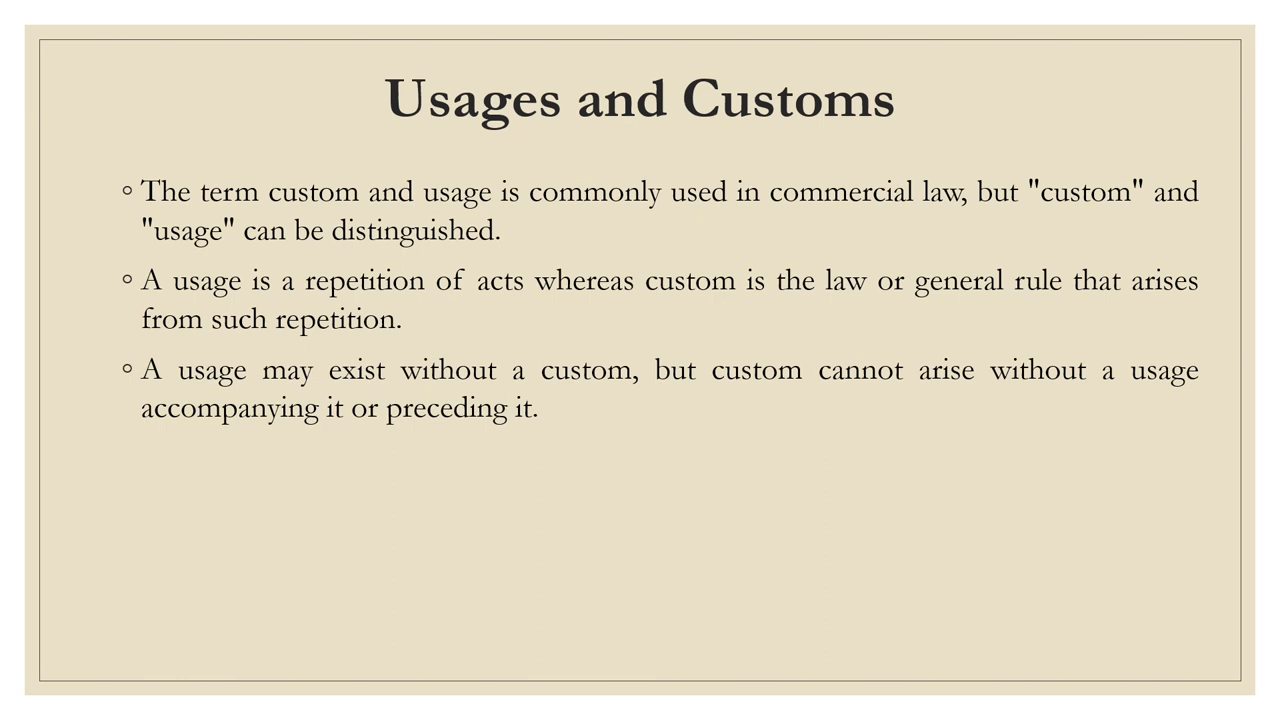 Usages and Customs
◦ The term custom and usage is commonly used in commercial law, but "custom" and
"usage" can be distinguished.
◦ A usage is a repetition of acts whereas custom is the law or general rule that arises
from such repetition.
◦ A usage may exist without a custom, but custom cannot arise without a usage
accompanying it or preceding it.